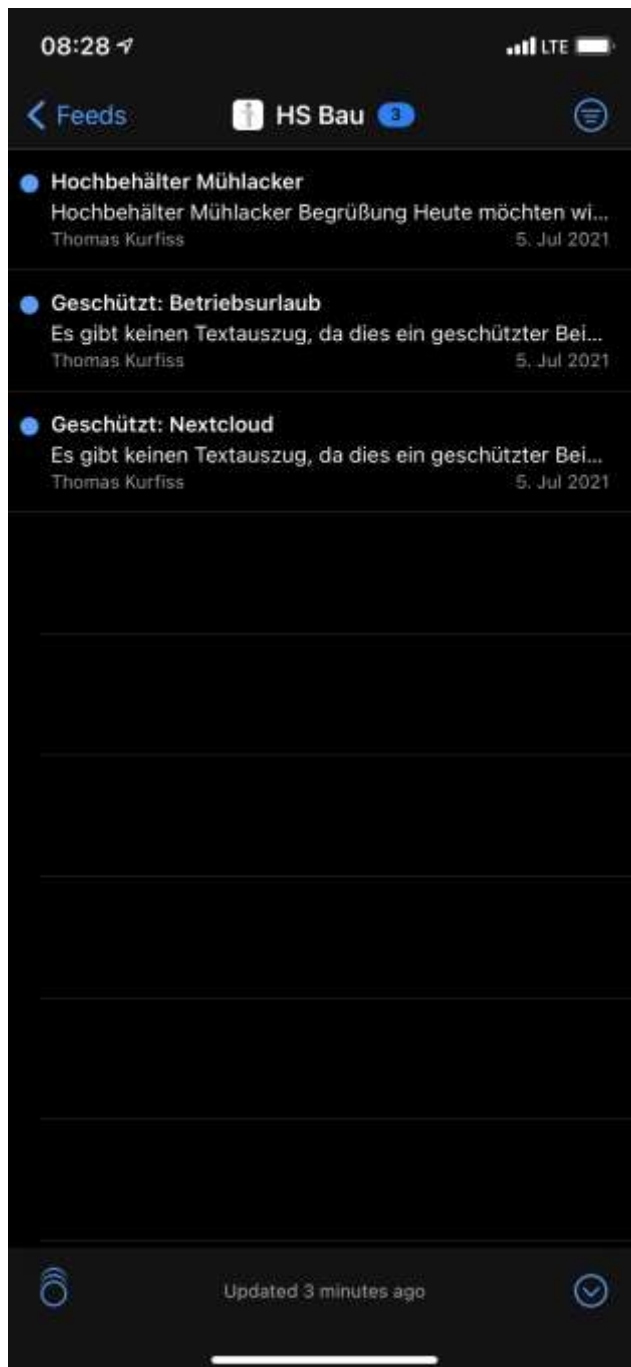 08:28
LTE
Feeds
HS Bau 3
Hochbehälter Mühlacker
Hochbehälter Mühlacker Begrüßung Heute möchten wi...
Thomas Kurfiss 5. Jul 2021
Geschützt: Betriebsurlaub
Es gibt keinen Textauszug, da dies ein geschützter Bei...
Thomas Kurfiss 5. Jul 2021
Geschützt: Nextcloud
Es gibt keinen Textauszug, da dies ein geschützter Bei...
Thomas Kurfiss 5. Jul 2021
Updated 3 minutes ago